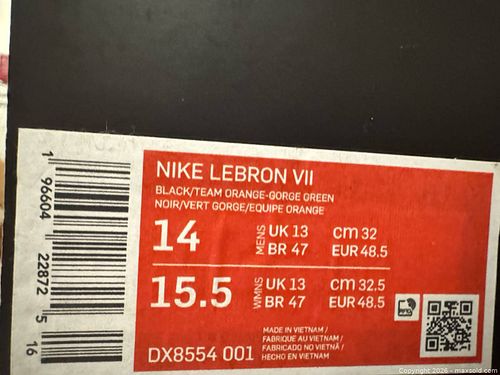 NIKE LEBRON VII
BLACK/TEAM ORANGE-GORGE GREEN
NOIR/VERT GORGE/EQUIPE ORANGE
14 MENS UK 13 cm 32
BR 47 EUR 48.5
15.5 WMNS UK 13 cm 32.5
BR 47 EUR 48.5
MADE IN VIETNAM /
FABRIQUE AU VIETNAM /
FABRICADO NO VIETNÃ /
HECHO EN VIETNAM
DX8554 001
1 96604 22872 5 16
Copyright 2026 - maxsold.com